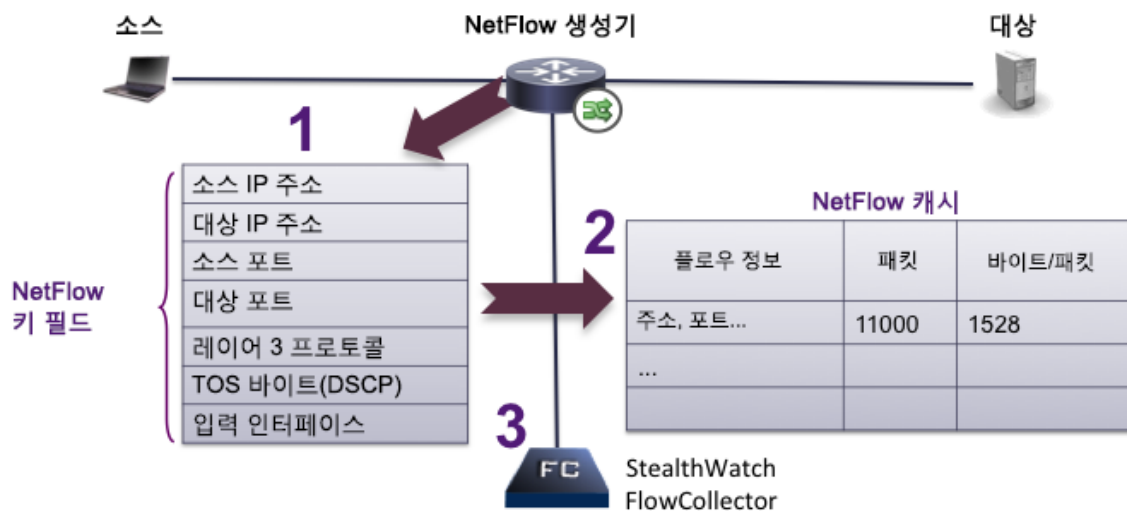 소스
NetFlow 생성기
대상
1
소스 IP 주소
대상 IP 주소
소스 포트
대상 포트
레이어 3 프로토콜
TOS 바이트(DSCP)
입력 인터페이스
NetFlow
키 필드
2
NetFlow 캐시
플로우 정보 패킷 바이트/패킷
주소, 포트... 11000 1528
...
3
FC
StealthWatch
FlowCollector